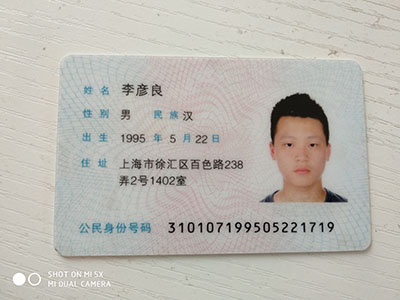 姓名 李彦良
性别 男 民族 汉
出生 1995 年 5 月 22 日
住址 上海市徐汇区百色路238
弄2号1402室
公民身份号码 310107199505221719
SHOT ON MI 5X
MI DUAL CAMERA